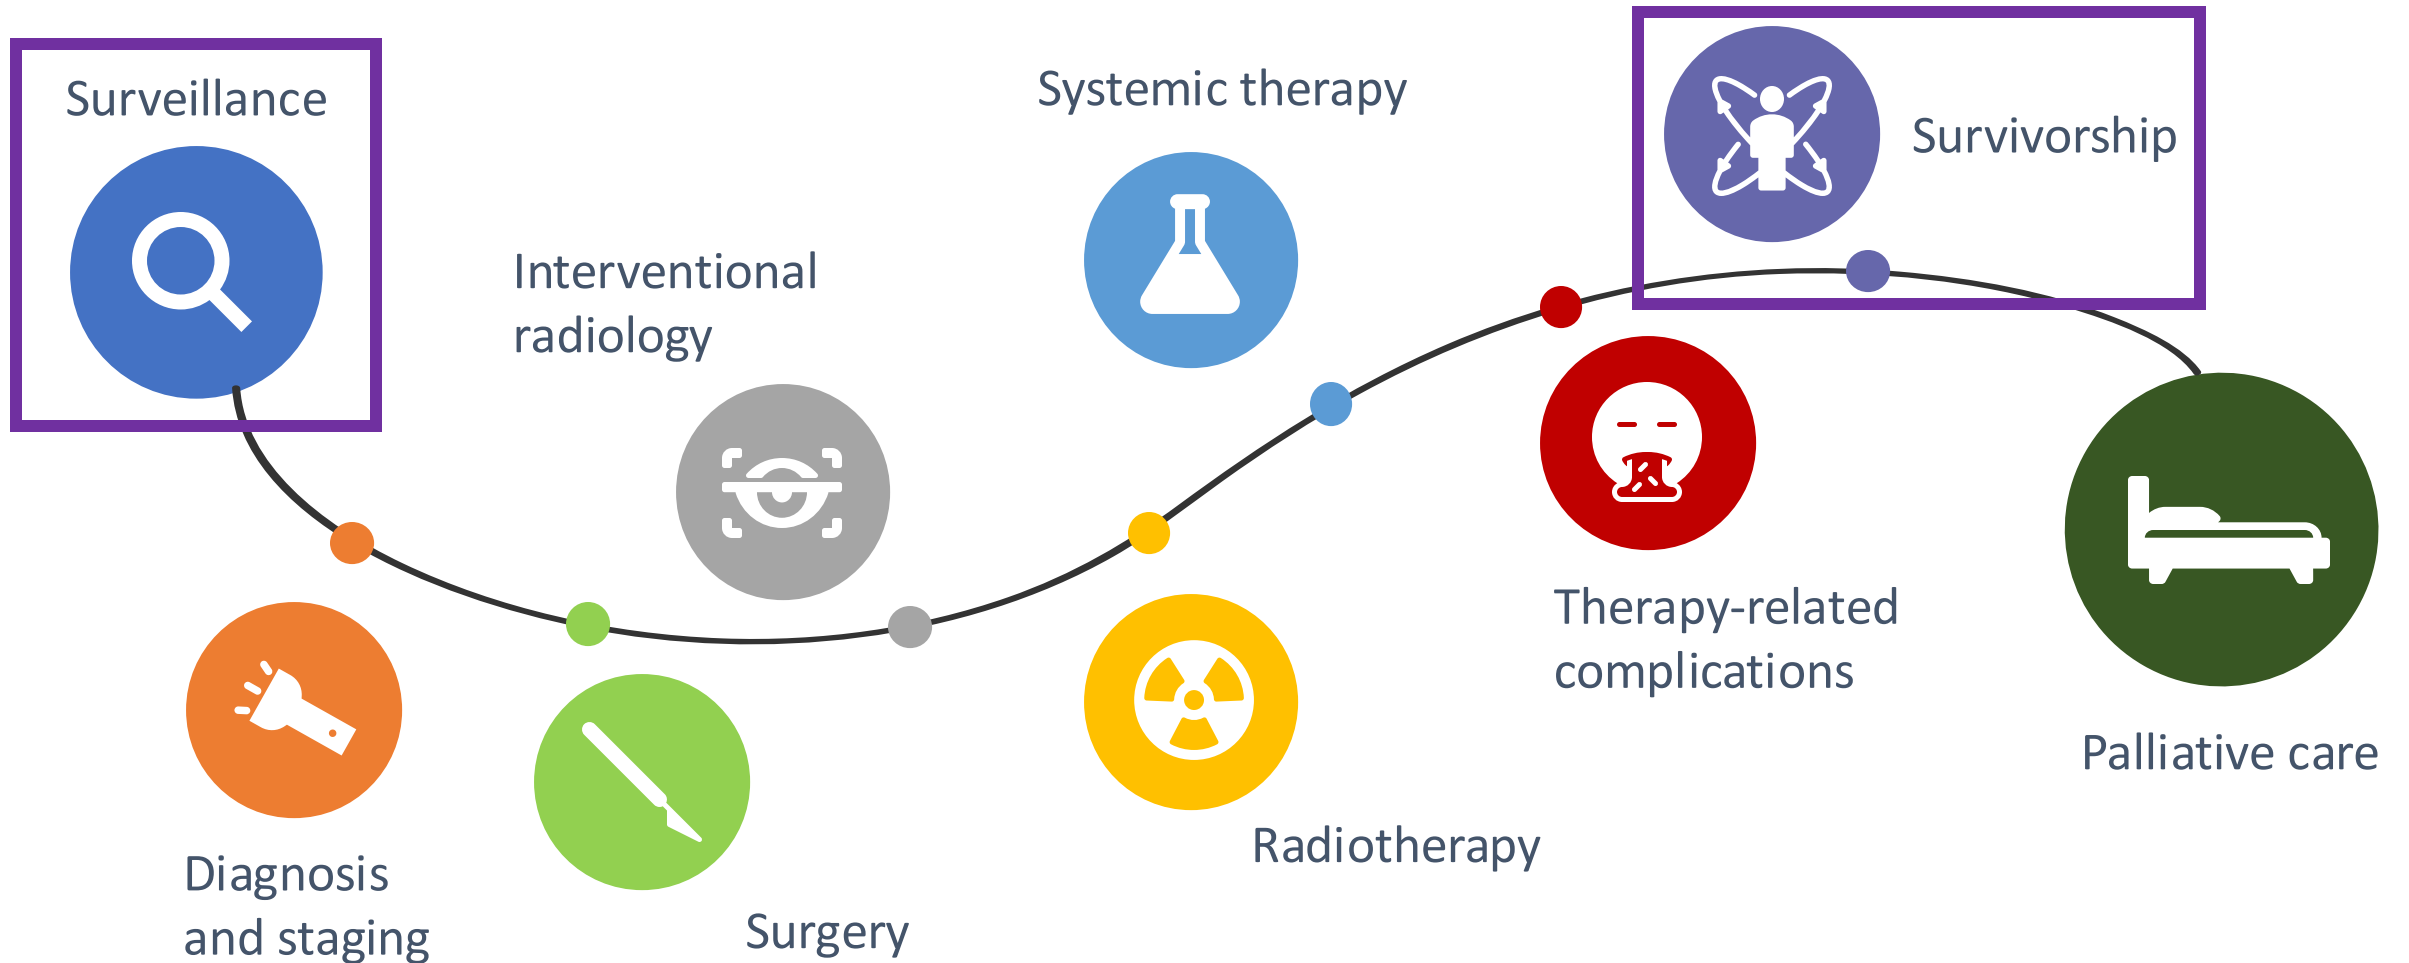 Surveillance
Diagnosis
and staging
Surgery
Interventional
radiology
Radiotherapy
Systemic therapy
Therapy-related
complications
Survivorship
Palliative care